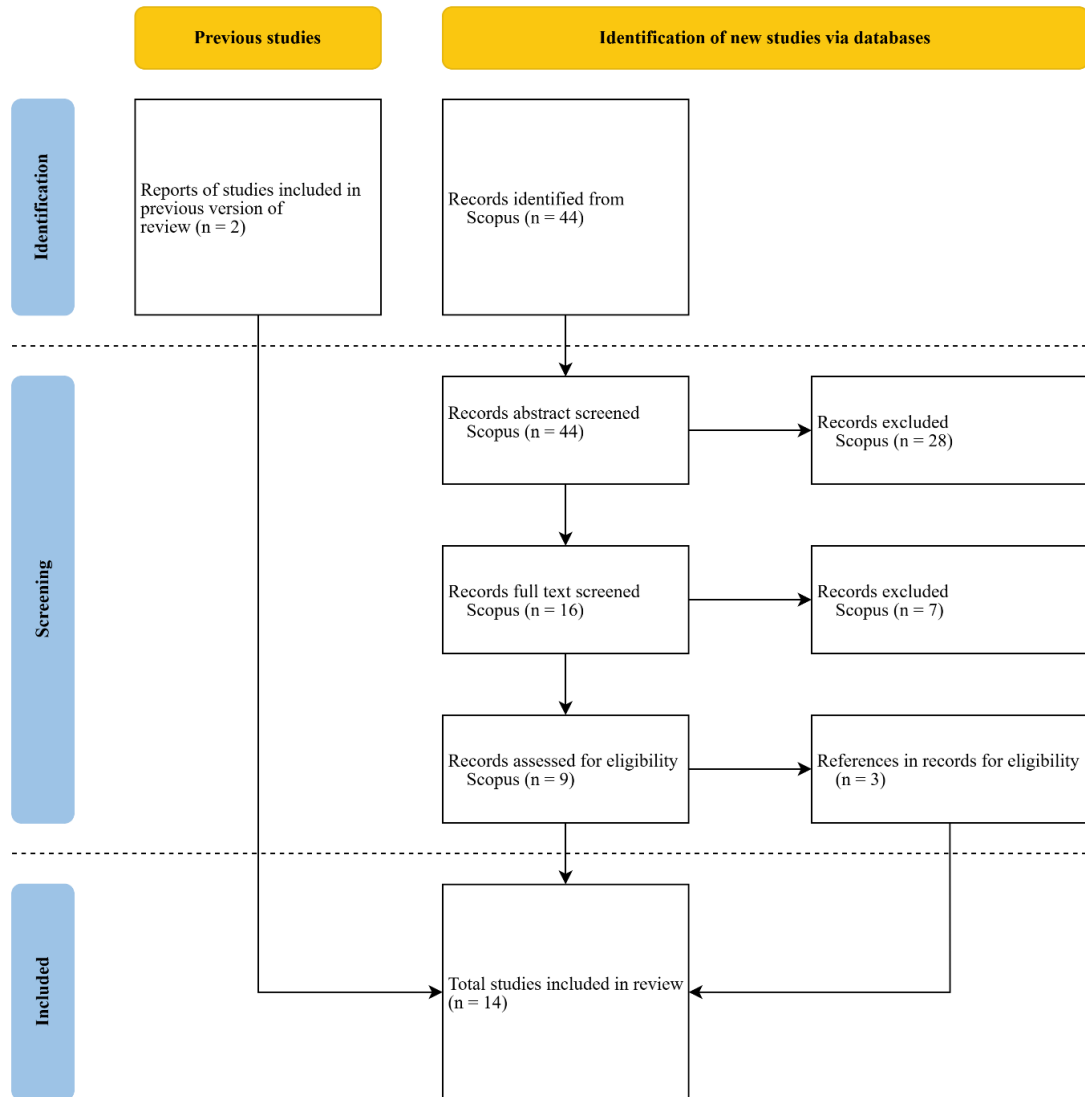 Previous studies
Identification of new studies via databases
Identification
Reports of studies included in
previous version of
review (n = 2)
Records identified from
Scopus (n = 44)
Screening
Records abstract screened
Scopus (n = 44)
Records excluded
Scopus (n = 28)
Records full text screened
Scopus (n = 16)
Records excluded
Scopus (n = 7)
Records assessed for eligibility
Scopus (n = 9)
References in records for eligibility
(n = 3)
Included
Total studies included in review
(n = 14)